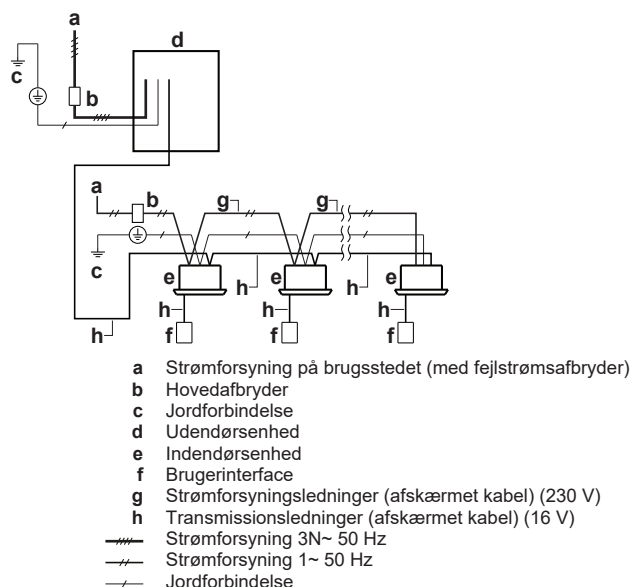 a
d
c
b
a
b
g
g
c
e
h
e
h
e
h
h
h
h
f
f
f
a Strømforsyning på brugsstedet (med fejlstrømsafbryder)
b Hovedafbryder
c Jordforbindelse
d Udendørsenhed
e Indendørsenhed
f Brugerinterface
g Strømforsyningsledninger (afskærmet kabel) (230 V)
h Transmissionsledninger (afskærmet kabel) (16 V)
Strømforsyning 3N~ 50 Hz
Strømforsyning 1~ 50 Hz
Jordforbindelse